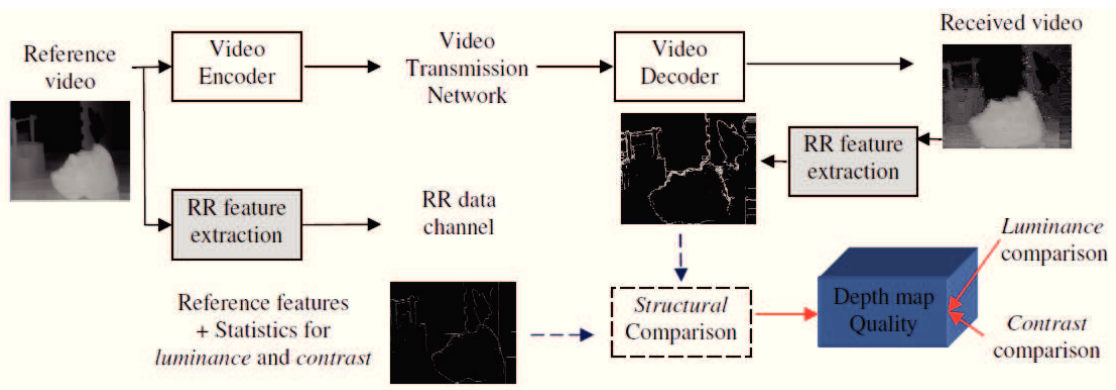 Reference
video
Video
Encoder
Video
Transmission
Network
Video
Decoder
Received video
RR feature
extraction
RR feature
extraction
RR data
channel
Luminance
comparison
Reference features
+ Statistics for
luminance and contrast
Structural
Comparison
Depth map
Quality
Contrast
comparison